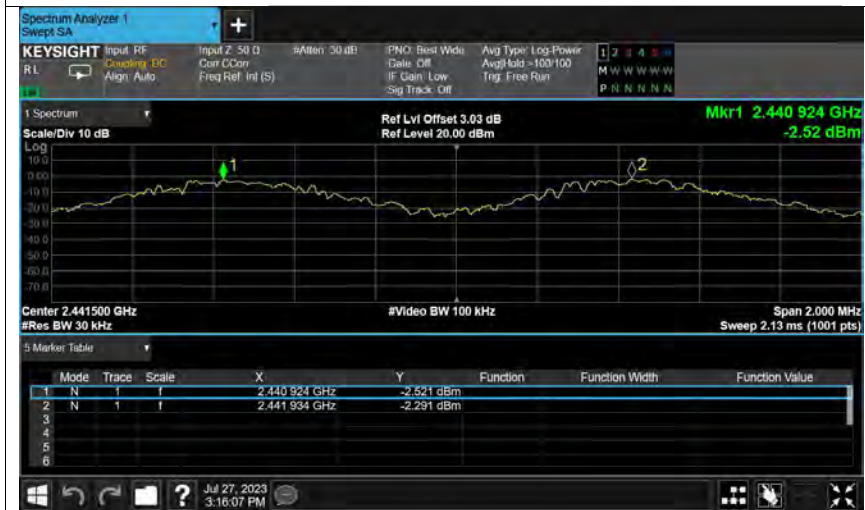 Spectrum Analyzer 1
Swept SA
+
KEYSIGHT Input: RF
RL
Coupling: DC
Align: Auto
Input Z: 50 Ω
Corr CCorr
Freq Ref: Int (S)
#Atten: 30 dB
PNO: Best Wide
Gate: Off
IF Gain: Low
Sig Track: Off
Avg Type: Log-Power
Avg|Hold: >100/100
Trig: Free Run
1 2 3 4 5 6
M W W W W W
P N N N N N
1 Spectrum
Scale/Div 10 dB
Ref Lvl Offset 3.03 dB
Ref Level 20.00 dBm
Mkr1 2.440 924 GHz
-2.52 dBm
Log
10.0
0.00
-10.0
-20.0
-30.0
-40.0
-50.0
-60.0
-70.0
1
2
Center 2.441500 GHz
#Res BW 30 kHz
#Video BW 100 kHz
Span 2.000 MHz
Sweep 2.13 ms (1001 pts)
5 Marker Table
Mode Trace Scale X Y Function Function Width Function Value
1 N 1 f 2.440 924 GHz -2.521 dBm
2 N 1 f 2.441 934 GHz -2.291 dBm
3
4
5
6
?
Jul 27, 2023
3:16:07 PM